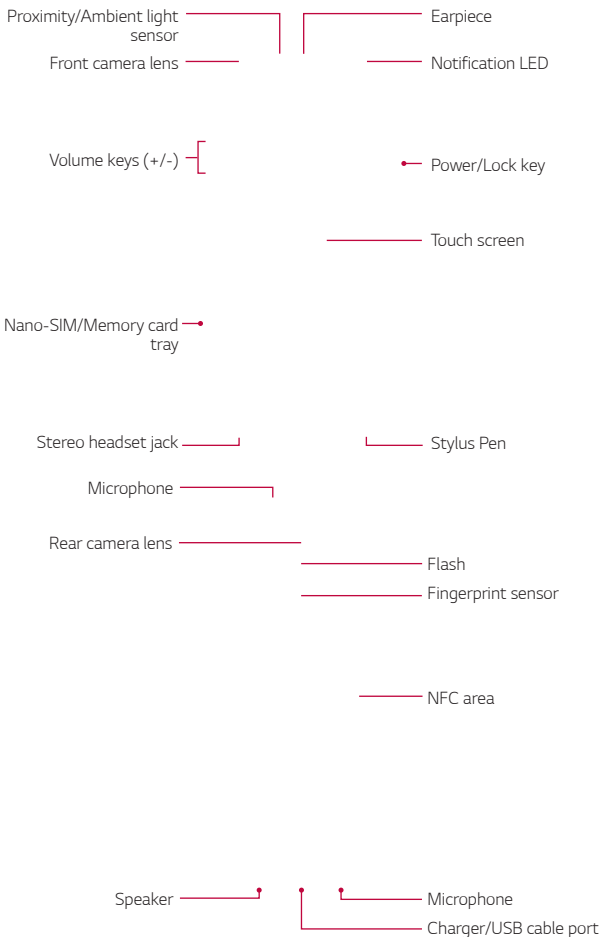 Proximity/Ambient light
sensor
Earpiece
Front camera lens
Notification LED
Volume keys (+/-)
Power/Lock key
Touch screen
Nano-SIM/Memory card
tray
Stereo headset jack
Stylus Pen
Microphone
Rear camera lens
Flash
Fingerprint sensor
NFC area
Speaker
Microphone
Charger/USB cable port